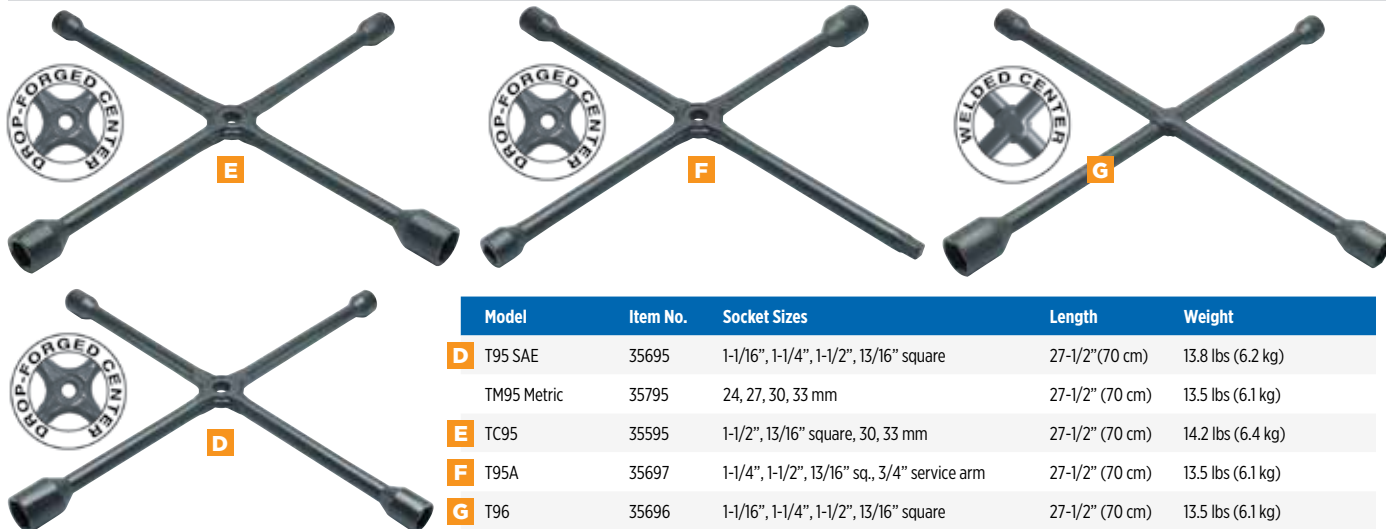 DROP-FORGED CENTER
E
DROP-FORGED CENTER
F
WELDED CENTER
G
DROP-FORGED CENTER
D
Model Item No. Socket Sizes Length Weight
D T95 SAE 35695 1-1/16”, 1-1/4”, 1-1/2”, 13/16” square 27-1/2”(70 cm) 13.8 lbs (6.2 kg)
TM95 Metric 35795 24, 27, 30, 33 mm 27-1/2” (70 cm) 13.5 lbs (6.1 kg)
E TC95 35595 1-1/2”, 13/16” square, 30, 33 mm 27-1/2” (70 cm) 14.2 lbs (6.4 kg)
F T95A 35697 1-1/4”, 1-1/2”, 13/16” sq., 3/4” service arm 27-1/2” (70 cm) 13.5 lbs (6.1 kg)
G T96 35696 1-1/16”, 1-1/4”, 1-1/2”, 13/16” square 27-1/2” (70 cm) 13.5 lbs (6.1 kg)